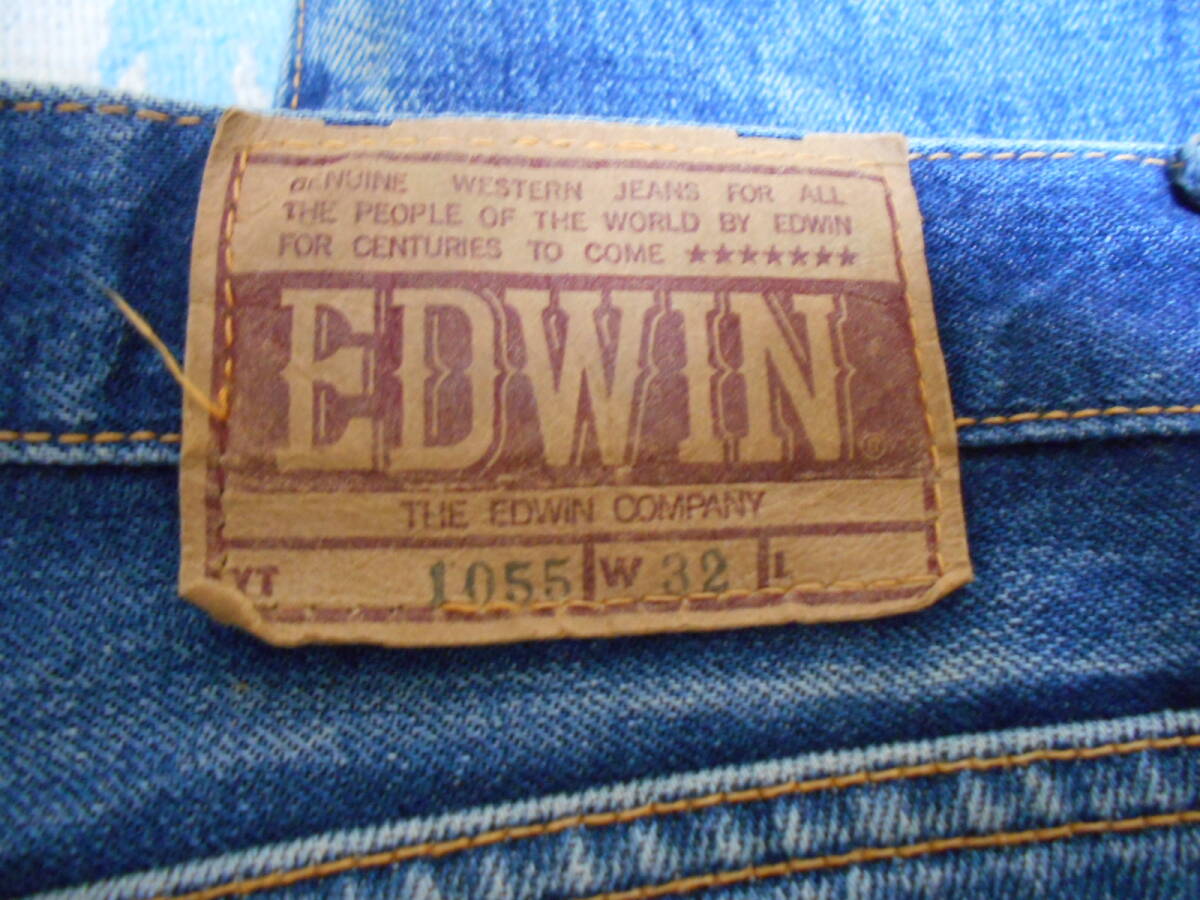 GENUINE WESTERN JEANS FOR ALL
THE PEOPLE OF THE WORLD BY EDWIN
FOR CENTURIES TO COME ★★★★★★★
EDWIN®
THE EDWIN COMPANY
1055 W 32 L